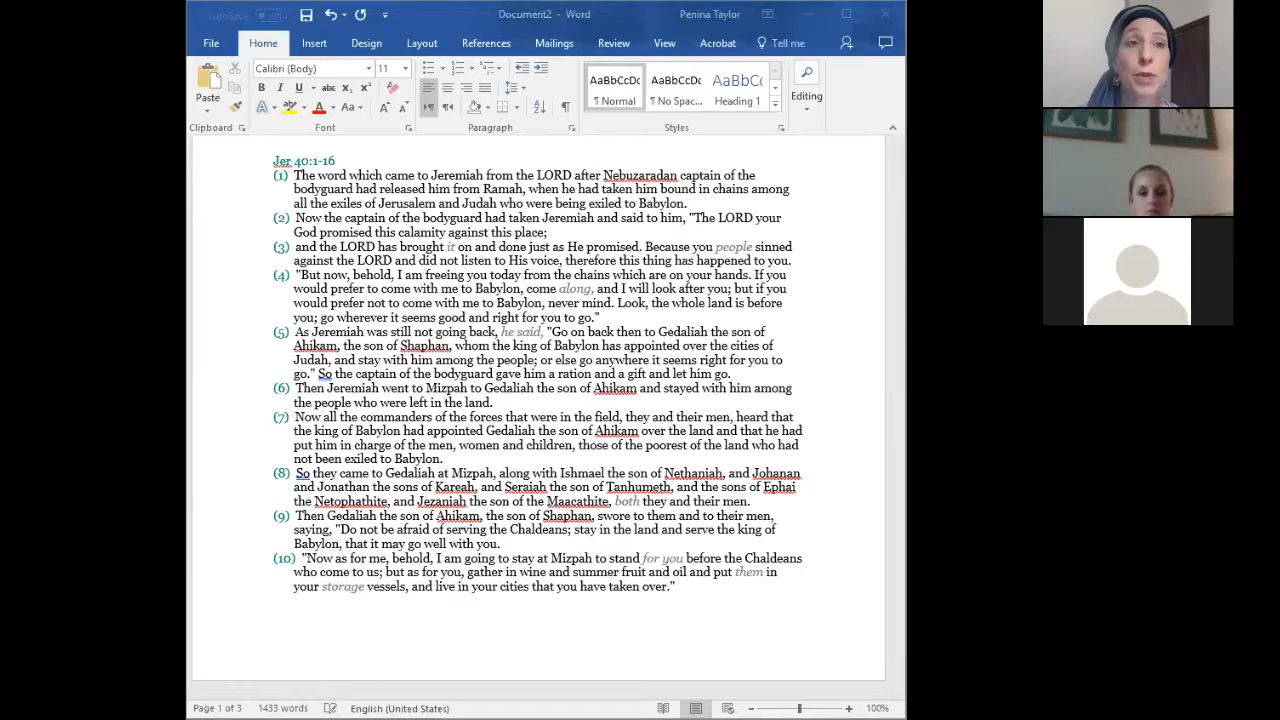 AutoSave
Document2 - Word
Penina Taylor
File Home Insert Design Layout References Mailings Review View Acrobat Tell me
Paste
Calibri (Body) 11
B I U abc x₂ x²
A Aa A A
AaBbCcDc AaBbCcDc AaBbC
¶ Normal ¶ No Spac... Heading 1
Editing
Clipboard Font Paragraph Styles
Jer 40:1-16
(1) The word which came to Jeremiah from the LORD after Nebuzaradan captain of the
bodyguard had released him from Ramah, when he had taken him bound in chains among
all the exiles of Jerusalem and Judah who were being exiled to Babylon.
(2) Now the captain of the bodyguard had taken Jeremiah and said to him, "The LORD your
God promised this calamity against this place;
(3) and the LORD has brought it on and done just as He promised. Because you people sinned
against the LORD and did not listen to His voice, therefore this thing has happened to you.
(4) "But now, behold, I am freeing you today from the chains which are on your hands. If you
would prefer to come with me to Babylon, come along, and I will look after you; but if you
would prefer not to come with me to Babylon, never mind. Look, the whole land is before
you; go wherever it seems good and right for you to go."
(5) As Jeremiah was still not going back, he said, "Go on back then to Gedaliah the son of
Ahikam, the son of Shaphan, whom the king of Babylon has appointed over the cities of
Judah, and stay with him among the people; or else go anywhere it seems right for you to
go." So the captain of the bodyguard gave him a ration and a gift and let him go.
(6) Then Jeremiah went to Mizpah to Gedaliah the son of Ahikam and stayed with him among
the people who were left in the land.
(7) Now all the commanders of the forces that were in the field, they and their men, heard that
the king of Babylon had appointed Gedaliah the son of Ahikam over the land and that he had
put him in charge of the men, women and children, those of the poorest of the land who had
not been exiled to Babylon.
(8) So they came to Gedaliah at Mizpah, along with Ishmael the son of Nethaniah, and Johanan
and Jonathan the sons of Kareah, and Seraiah the son of Tanhumeth, and the sons of Ephai
the Netophathite, and Jezaniah the son of the Maacathite, both they and their men.
(9) Then Gedaliah the son of Ahikam, the son of Shaphan, swore to them and to their men,
saying, "Do not be afraid of serving the Chaldeans; stay in the land and serve the king of
Babylon, that it may go well with you.
(10) "Now as for me, behold, I am going to stay at Mizpah to stand for you before the Chaldeans
who come to us; but as for you, gather in wine and summer fruit and oil and put them in
your storage vessels, and live in your cities that you have taken over."
Page 1 of 3 1433 words English (United States) 100%